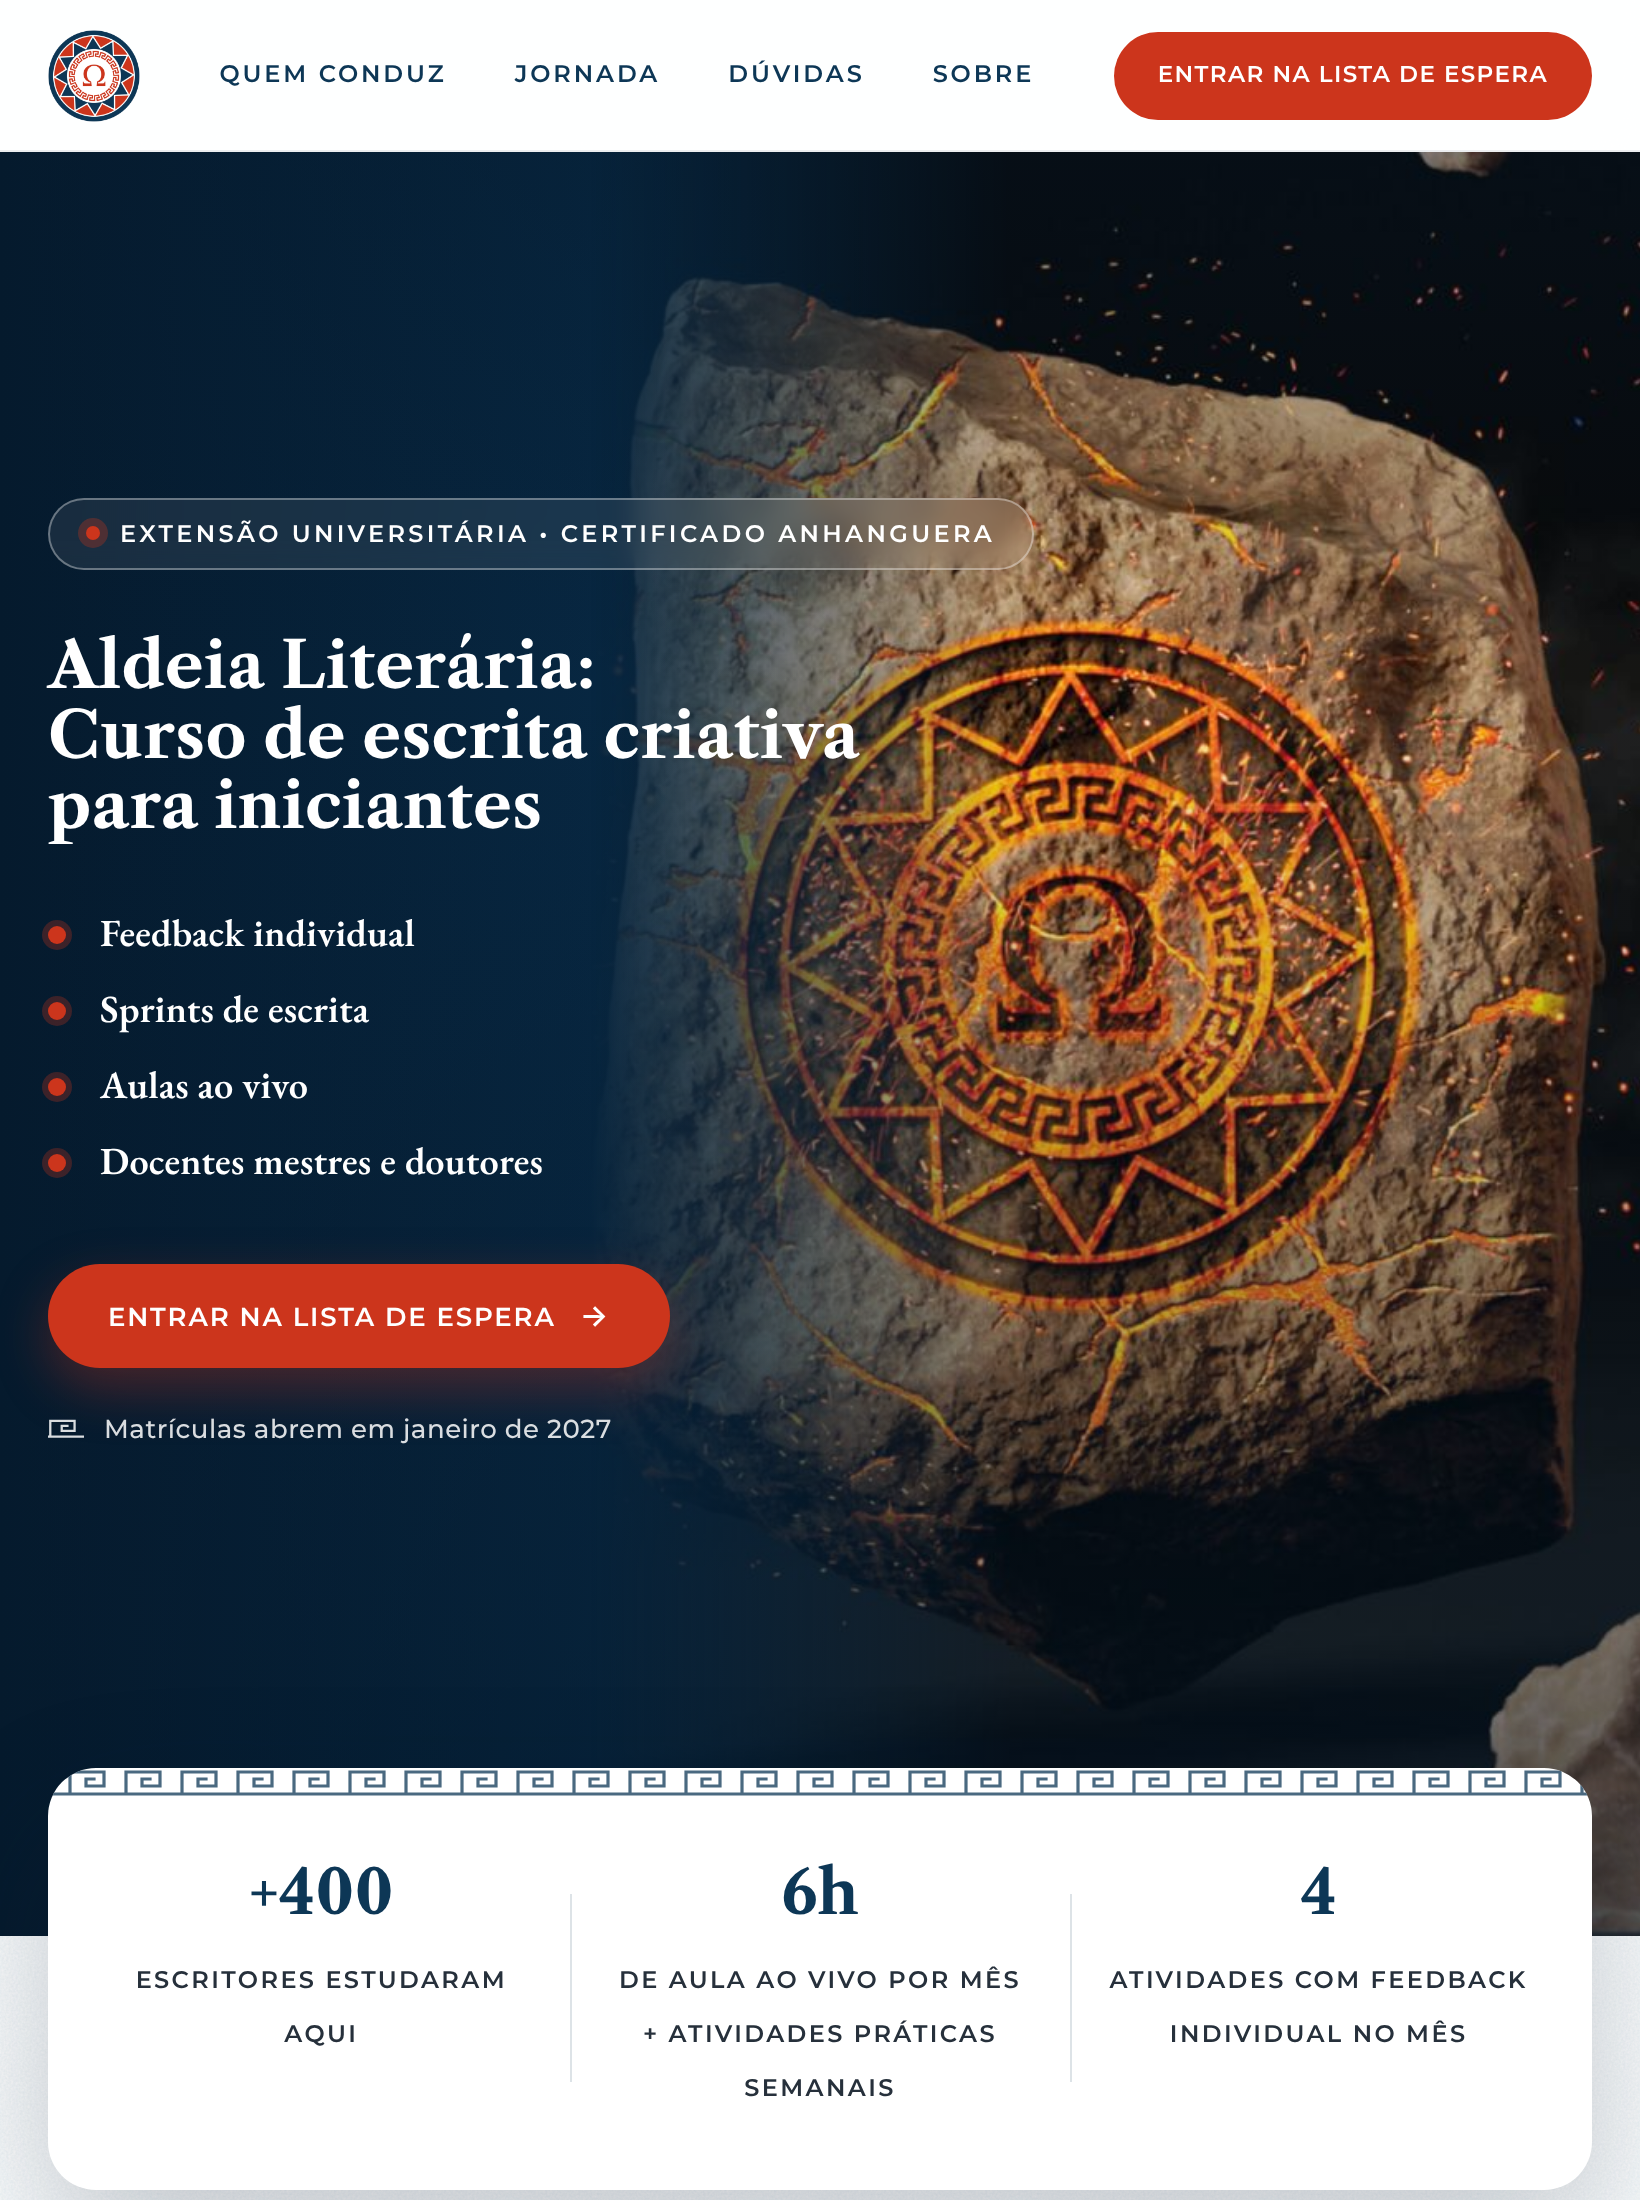 Ω
QUEM CONDUZ
JORNADA
DÚVIDAS
SOBRE
ENTRAR NA LISTA DE ESPERA
EXTENSÃO UNIVERSITÁRIA • CERTIFICADO ANHANGUERA
Aldeia Literária:
Curso de escrita criativa
para iniciantes
Feedback individual
Sprints de escrita
Aulas ao vivo
Docentes mestres e doutores
ENTRAR NA LISTA DE ESPERA →
Matrículas abrem em janeiro de 2027
Ω
+400
ESCRITORES ESTUDARAM
AQUI
6h
DE AULA AO VIVO POR MÊS
+ ATIVIDADES PRÁTICAS
SEMANAIS
4
ATIVIDADES COM FEEDBACK
INDIVIDUAL NO MÊS